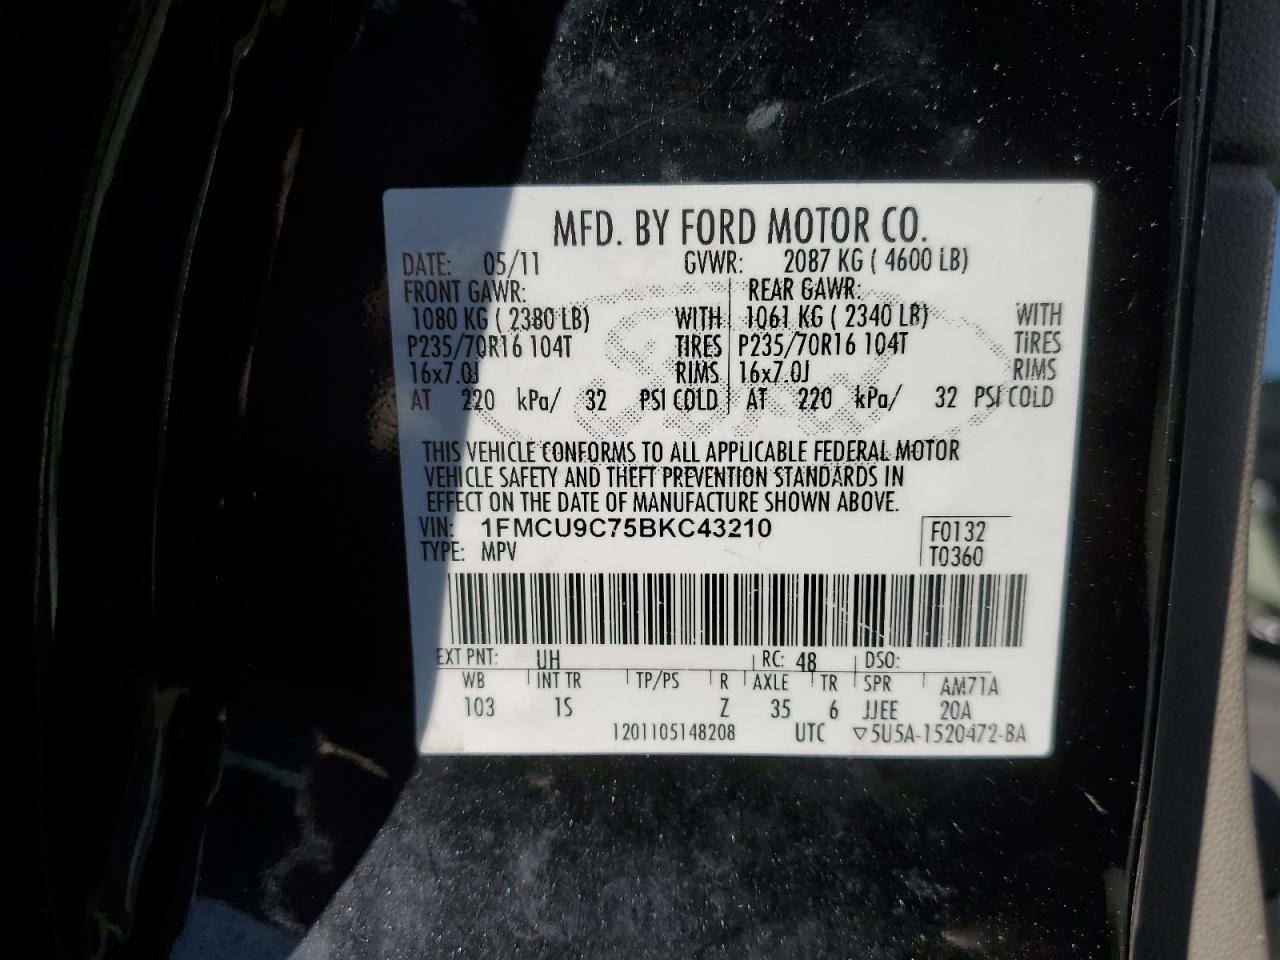 MFD. BY FORD MOTOR CO.
DATE: 05/11 GVWR: 2087 KG ( 4600 LB)
FRONT GAWR: REAR GAWR:
1080 KG ( 2380 LB) WITH 1061 KG ( 2340 LB) WITH
P235/70R16 104T TIRES P235/70R16 104T TIRES
16x7.0J RIMS 16x7.0J RIMS
AT 220 kPa/ 32 PSI COLD AT 220 kPa/ 32 PSI COLD
THIS VEHICLE CONFORMS TO ALL APPLICABLE FEDERAL MOTOR
VEHICLE SAFETY AND THEFT PREVENTION STANDARDS IN
EFFECT ON THE DATE OF MANUFACTURE SHOWN ABOVE.
VIN: 1FMCU9C75BKC43210 F0132
TYPE: MPV T0360
EXT PNT: UH RC: 48 DSO:
WB INT TR TP/PS R AXLE TR SPR AM71A
103 1S Z 35 6 JJEE 20A
1201105148208 UTC ▽5U5A-1520472-BA